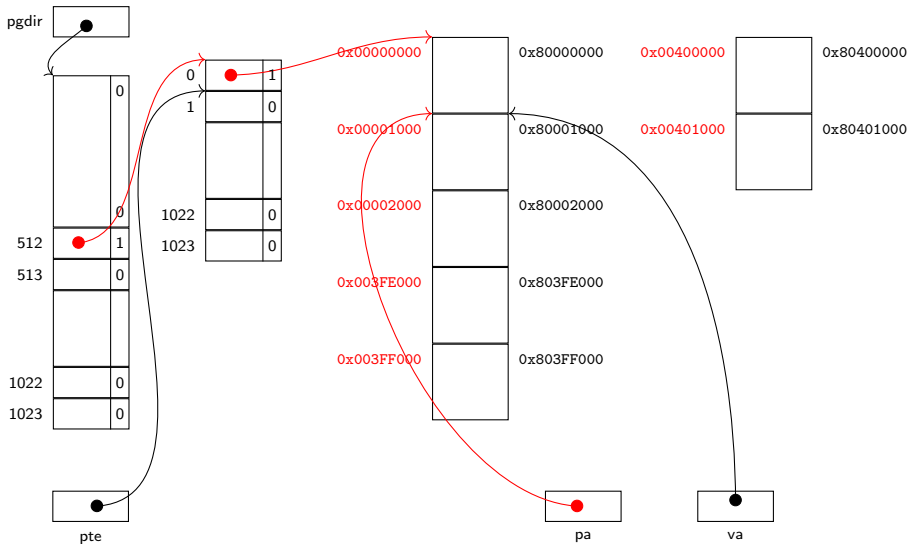 pgdir
0
0
512 1
513 0
1022 0
1023 0
0 1
1 0
1022 0
1023 0
0x00000000 0x80000000
0x00001000 0x80001000
0x00002000 0x80002000
0x003FE000 0x803FE000
0x003FF000 0x803FF000
0x00400000 0x80400000
0x00401000 0x80401000
pte
pa
va